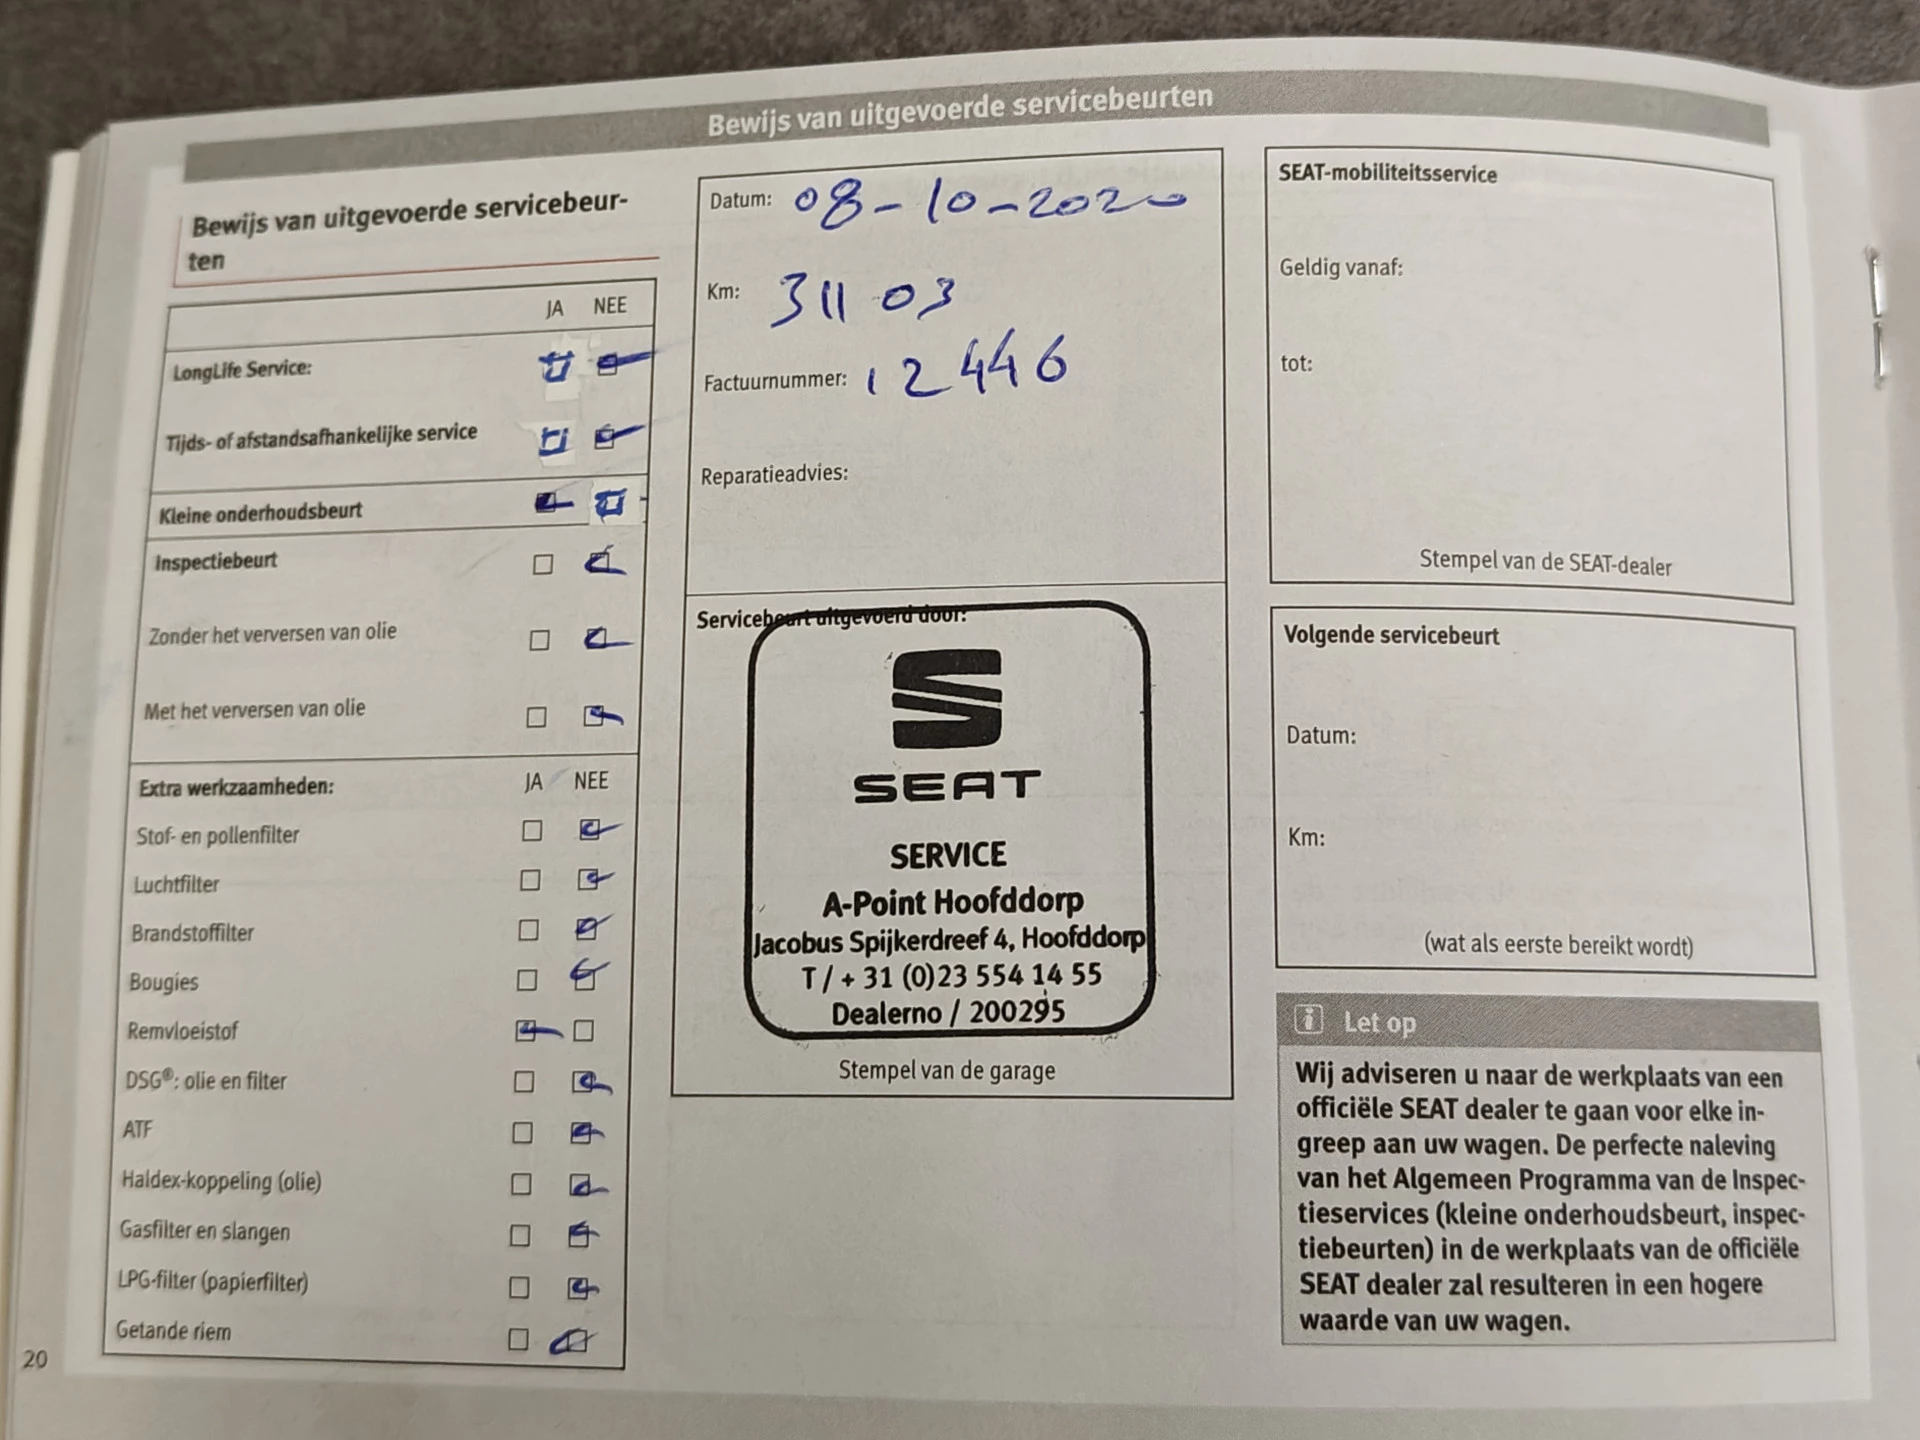 Bewijs van uitgevoerde servicebeurten
Bewijs van uitgevoerde servicebeur-
ten
JA NEE
LongLife Service:
Tijds- of afstandsafhankelijke service
Kleine onderhoudsbeurt
Inspectiebeurt
Zonder het verversen van olie
Met het verversen van olie
Extra werkzaamheden: JA NEE
Stof- en pollenfilter
Luchtfilter
Brandstoffilter
Bougies
Remvloeistof
DSG®: olie en filter
ATF
Haldex-koppeling (olie)
Gasfilter en slangen
LPG-filter (papierfilter)
Getande riem
20
Datum: 08-10-2020
Km: 31103
Factuurnummer: 12446
Reparatieadvies:
Servicebeurt uitgevoerd door:
SEAT
SERVICE
A-Point Hoofddorp
Jacobus Spijkerdreef 4, Hoofddorp
T / + 31 (0)23 554 14 55
Dealerno / 200295
Stempel van de garage
SEAT-mobiliteitsservice
Geldig vanaf:
tot:
Stempel van de SEAT-dealer
Volgende servicebeurt
Datum:
Km:
(wat als eerste bereikt wordt)
Let op
Wij adviseren u naar de werkplaats van een
officiële SEAT dealer te gaan voor elke in-
greep aan uw wagen. De perfecte naleving
van het Algemeen Programma van de Inspec-
tieservices (kleine onderhoudsbeurt, inspec-
tiebeurten) in de werkplaats van de officiële
SEAT dealer zal resulteren in een hogere
waarde van uw wagen.